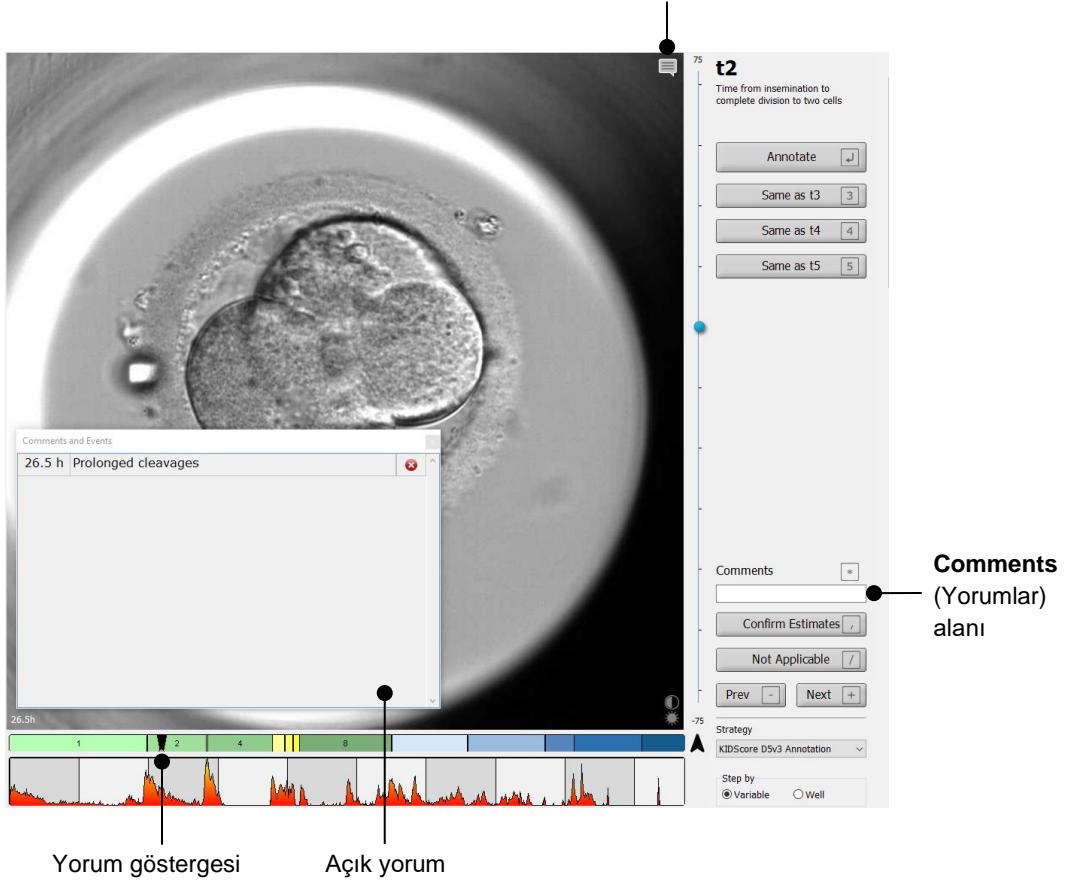 75
t2
Time from insemination to
complete division to two cells
Annotate ↵
Same as t3 3
Same as t4 4
Same as t5 5
Comments and Events
26.5 h Prolonged cleavages
Comments *
Comments
(Yorumlar)
alanı
Confirm Estimates ,
Not Applicable /
Prev - Next +
26.5h
-75
Strategy
KIDScore D5v3 Annotation
1 2 4 8
Step by
Variable Well
Yorum göstergesi Açık yorum